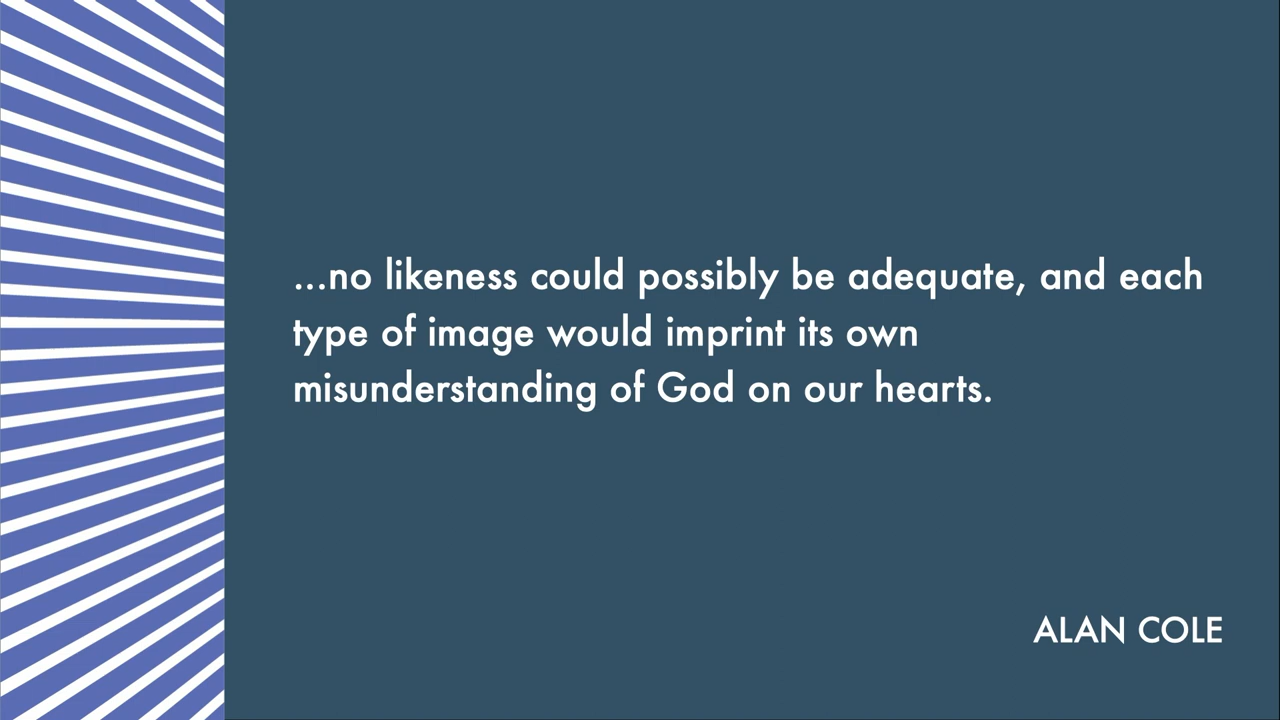 ...no likeness could possibly be adequate, and each
type of image would imprint its own
misunderstanding of God on our hearts.
ALAN COLE